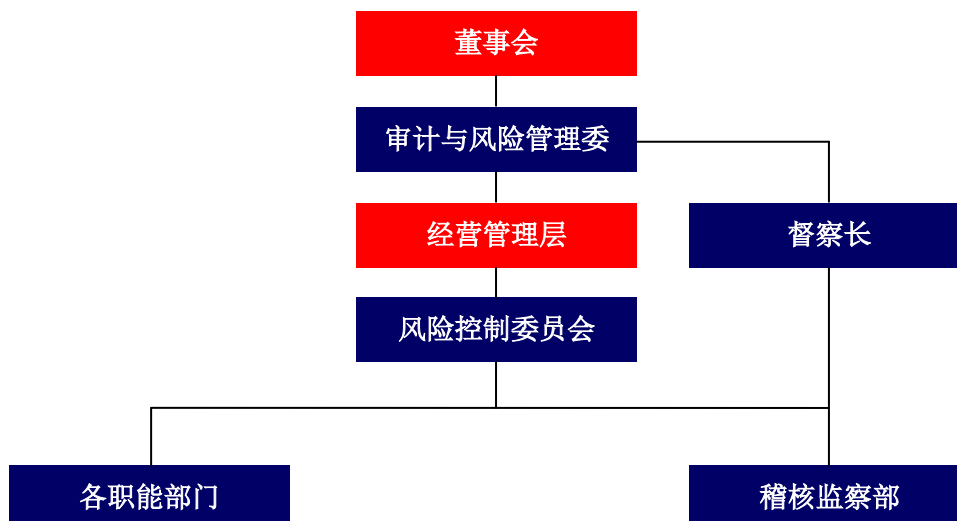 董事会
审计与风险管理委
经营管理层
督察长
风险控制委员会
各职能部门
稽核监察部